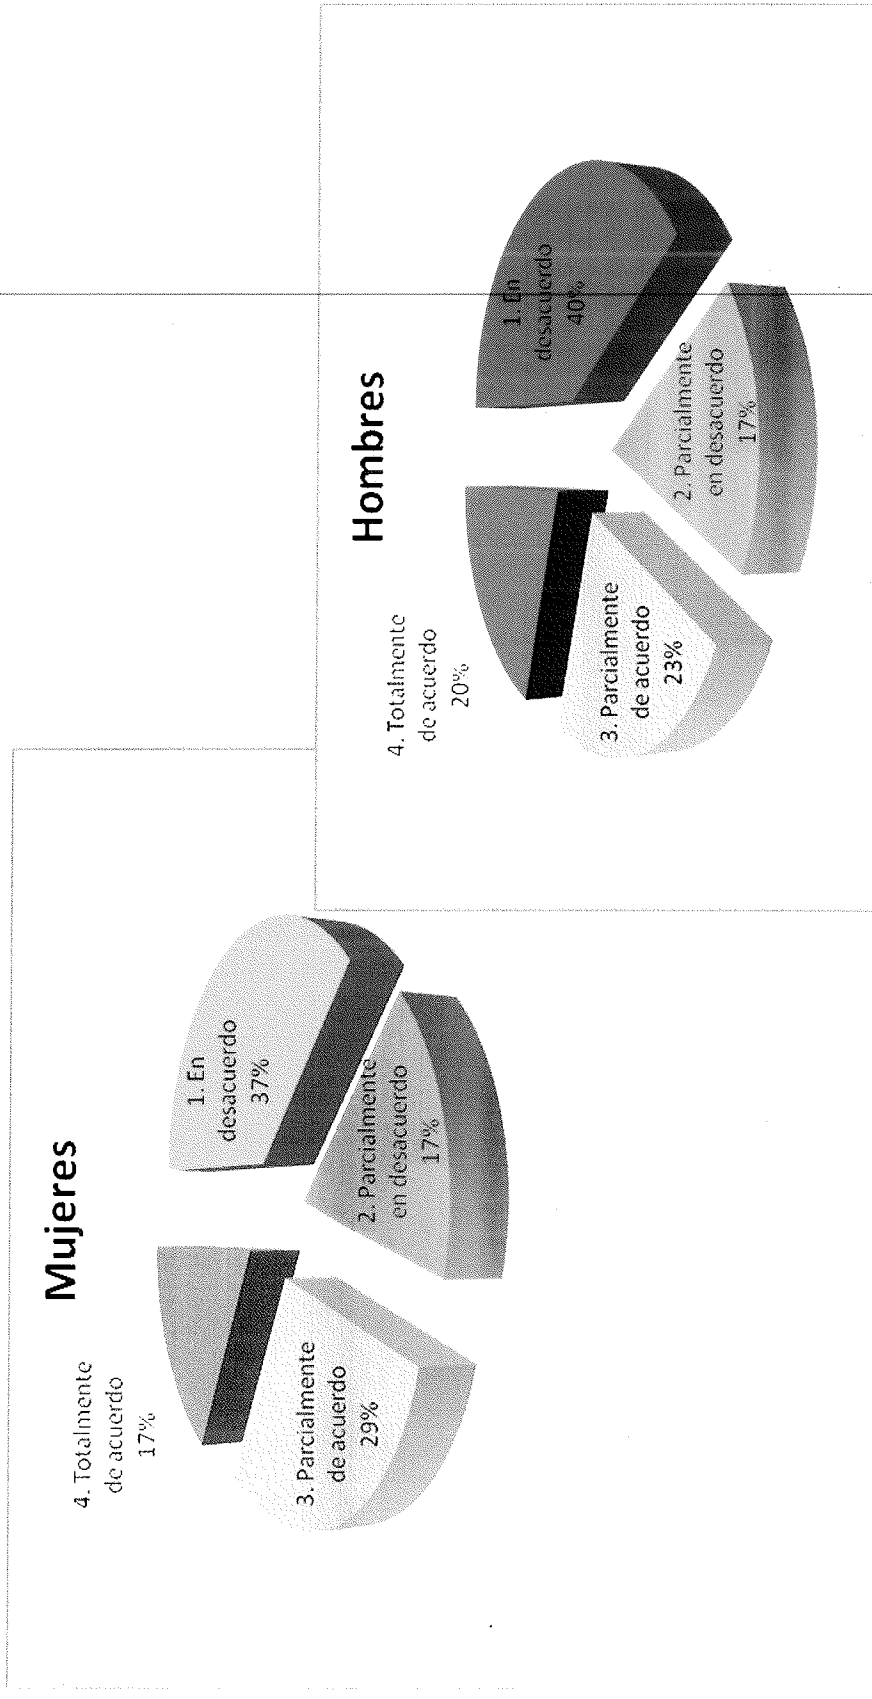 Mujeres
4. Totalmente
de acuerdo
17%
1. En
desacuerdo
37%
3. Parcialmente
de acuerdo
29%
2. Parcialmente
en desacuerdo
17%
Hombres
4. Totalmente
de acuerdo
20%
1. En
desacuerdo
40%
3. Parcialmente
de acuerdo
23%
2. Parcialmente
en desacuerdo
17%